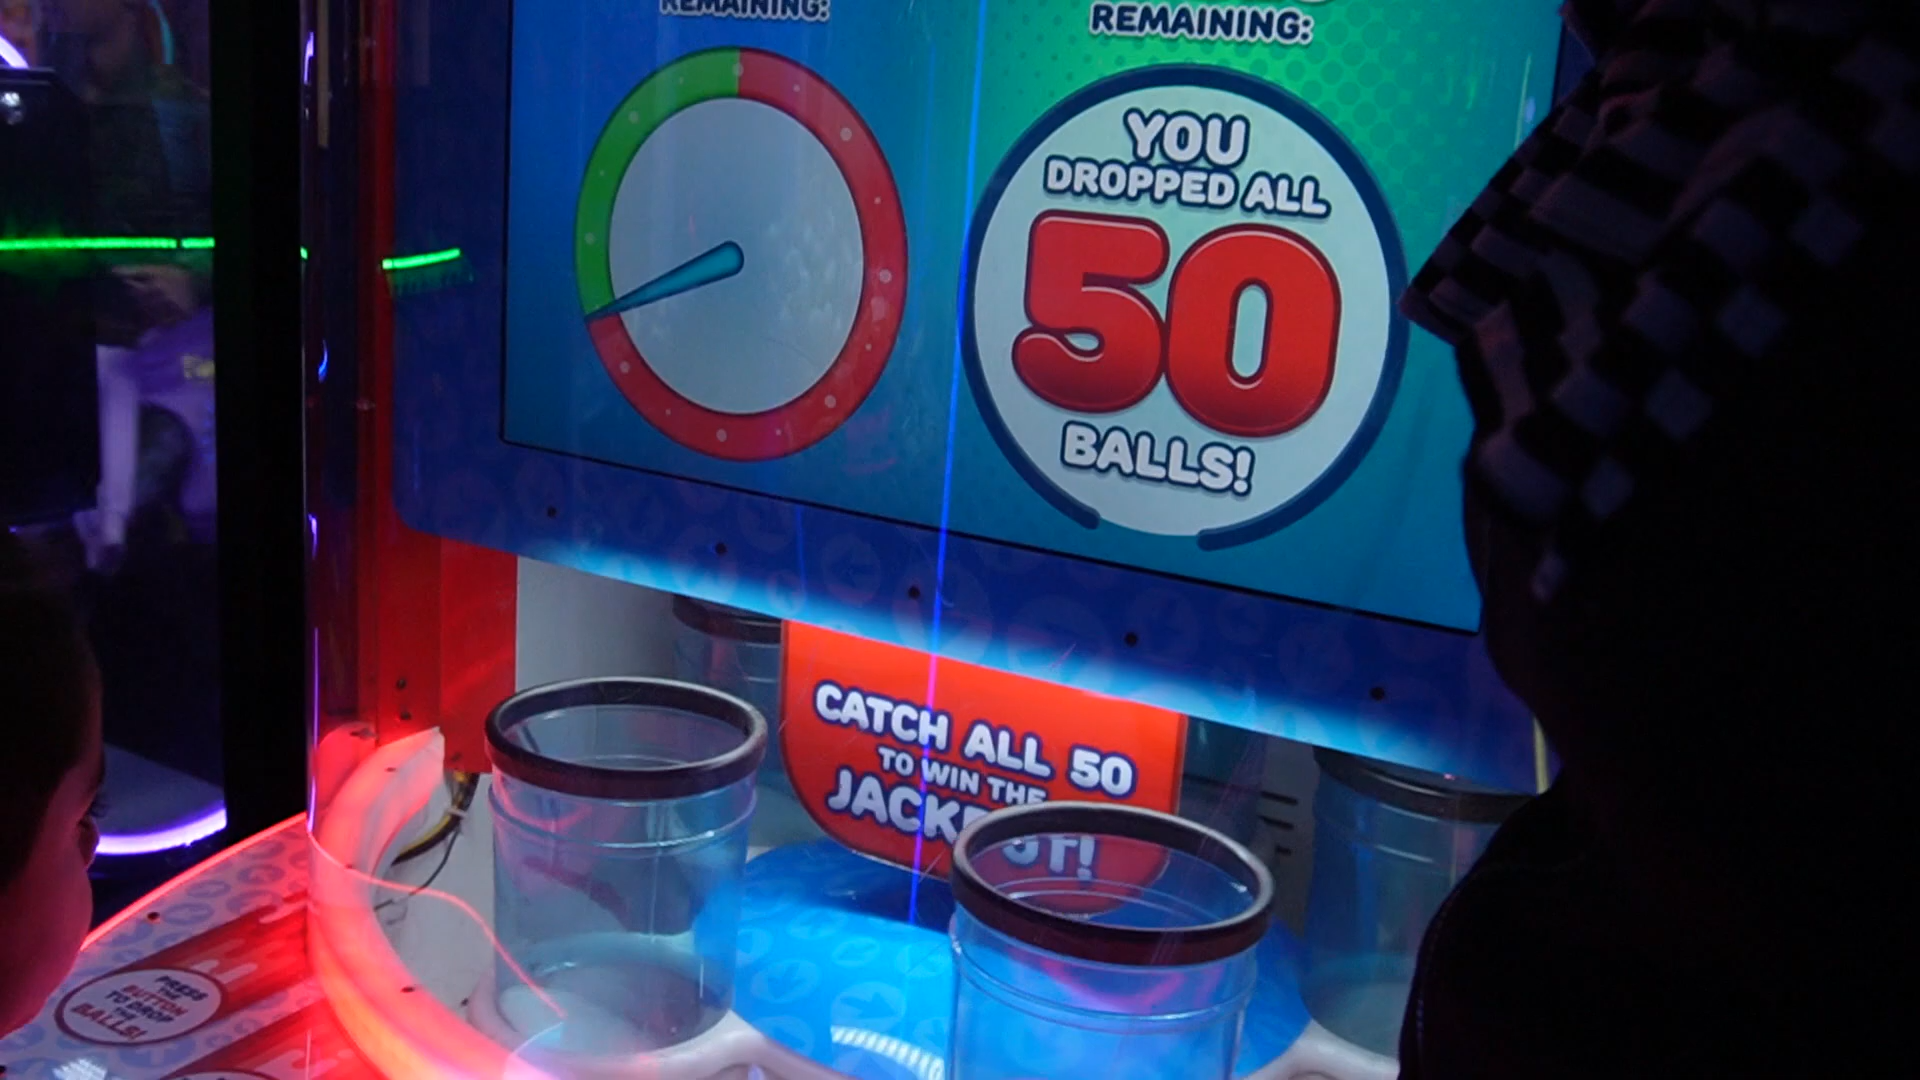 REMAINING:
REMAINING:
YOU
DROPPED ALL
50
BALLS!
CATCH ALL 50
TO WIN THE
JACKPOT!
PRESS
THE
BUTTON
TO DROP
THE
BALLS!